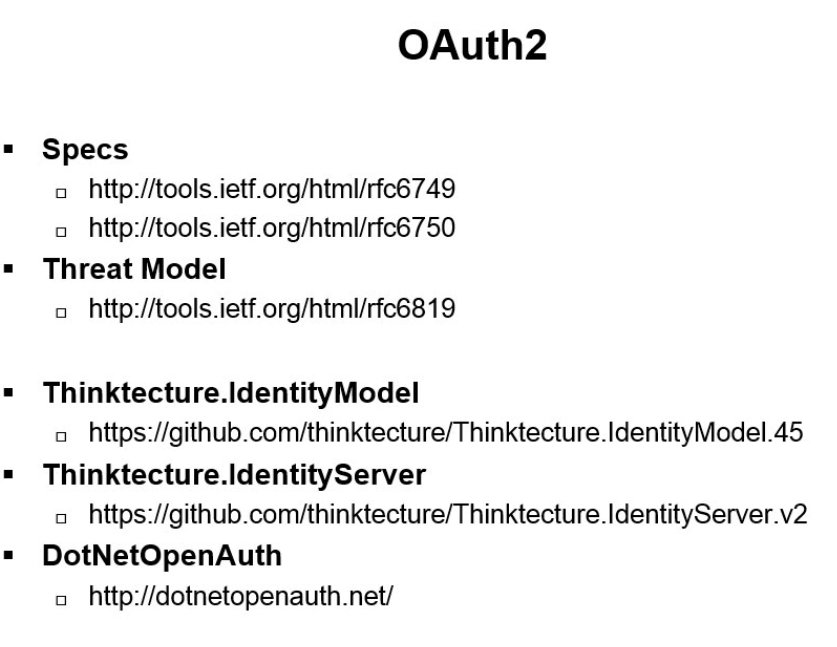 OAuth2
Specs
http://tools.ietf.org/html/rfc6749
http://tools.ietf.org/html/rfc6750
Threat Model
http://tools.ietf.org/html/rfc6819
Thinktecture.IdentityModel
https://github.com/thinktecture/Thinktecture.IdentityModel.45
Thinktecture.IdentityServer
https://github.com/thinktecture/Thinktecture.IdentityServer.v2
DotNetOpenAuth
http://dotnetopenauth.net/